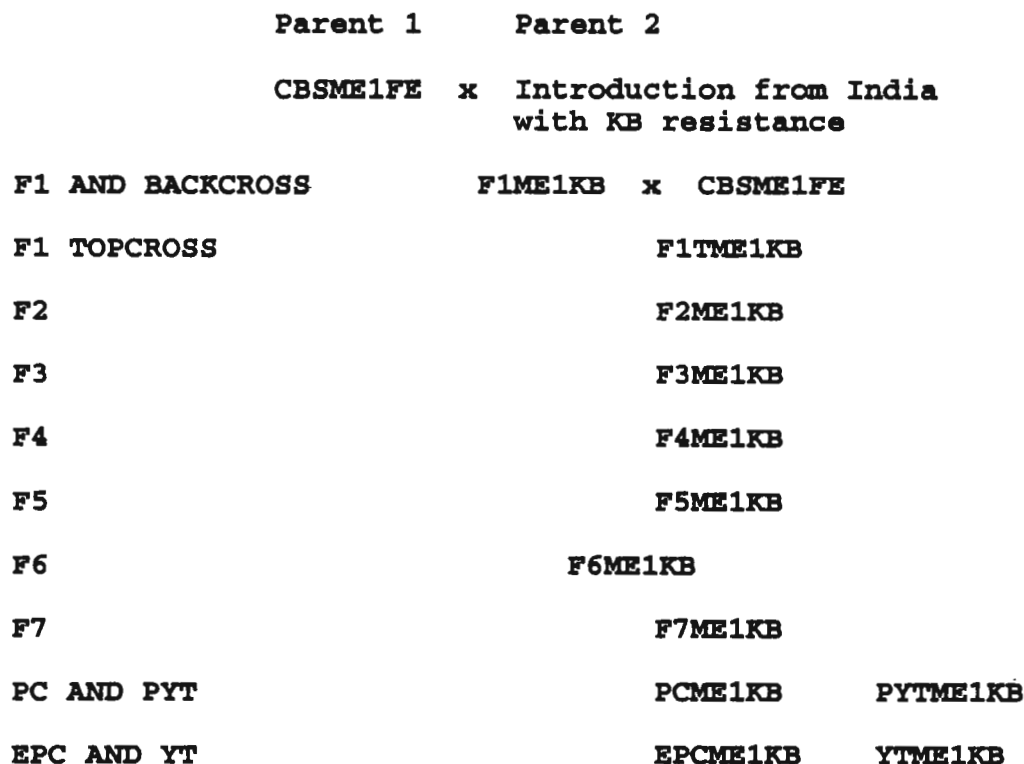 Parent 1 Parent 2
CBSME1FE x Introduction from India
with KB resistance
F1 AND BACKCROSS F1ME1KB x CBSME1FE
F1 TOPCROSS F1TME1KB
F2 F2ME1KB
F3 F3ME1KB
F4 F4ME1KB
F5 F5ME1KB
F6 F6ME1KB
F7 F7ME1KB
PC AND PYT PCME1KB PYTME1KB
EPC AND YT EPCME1KB YTME1KB